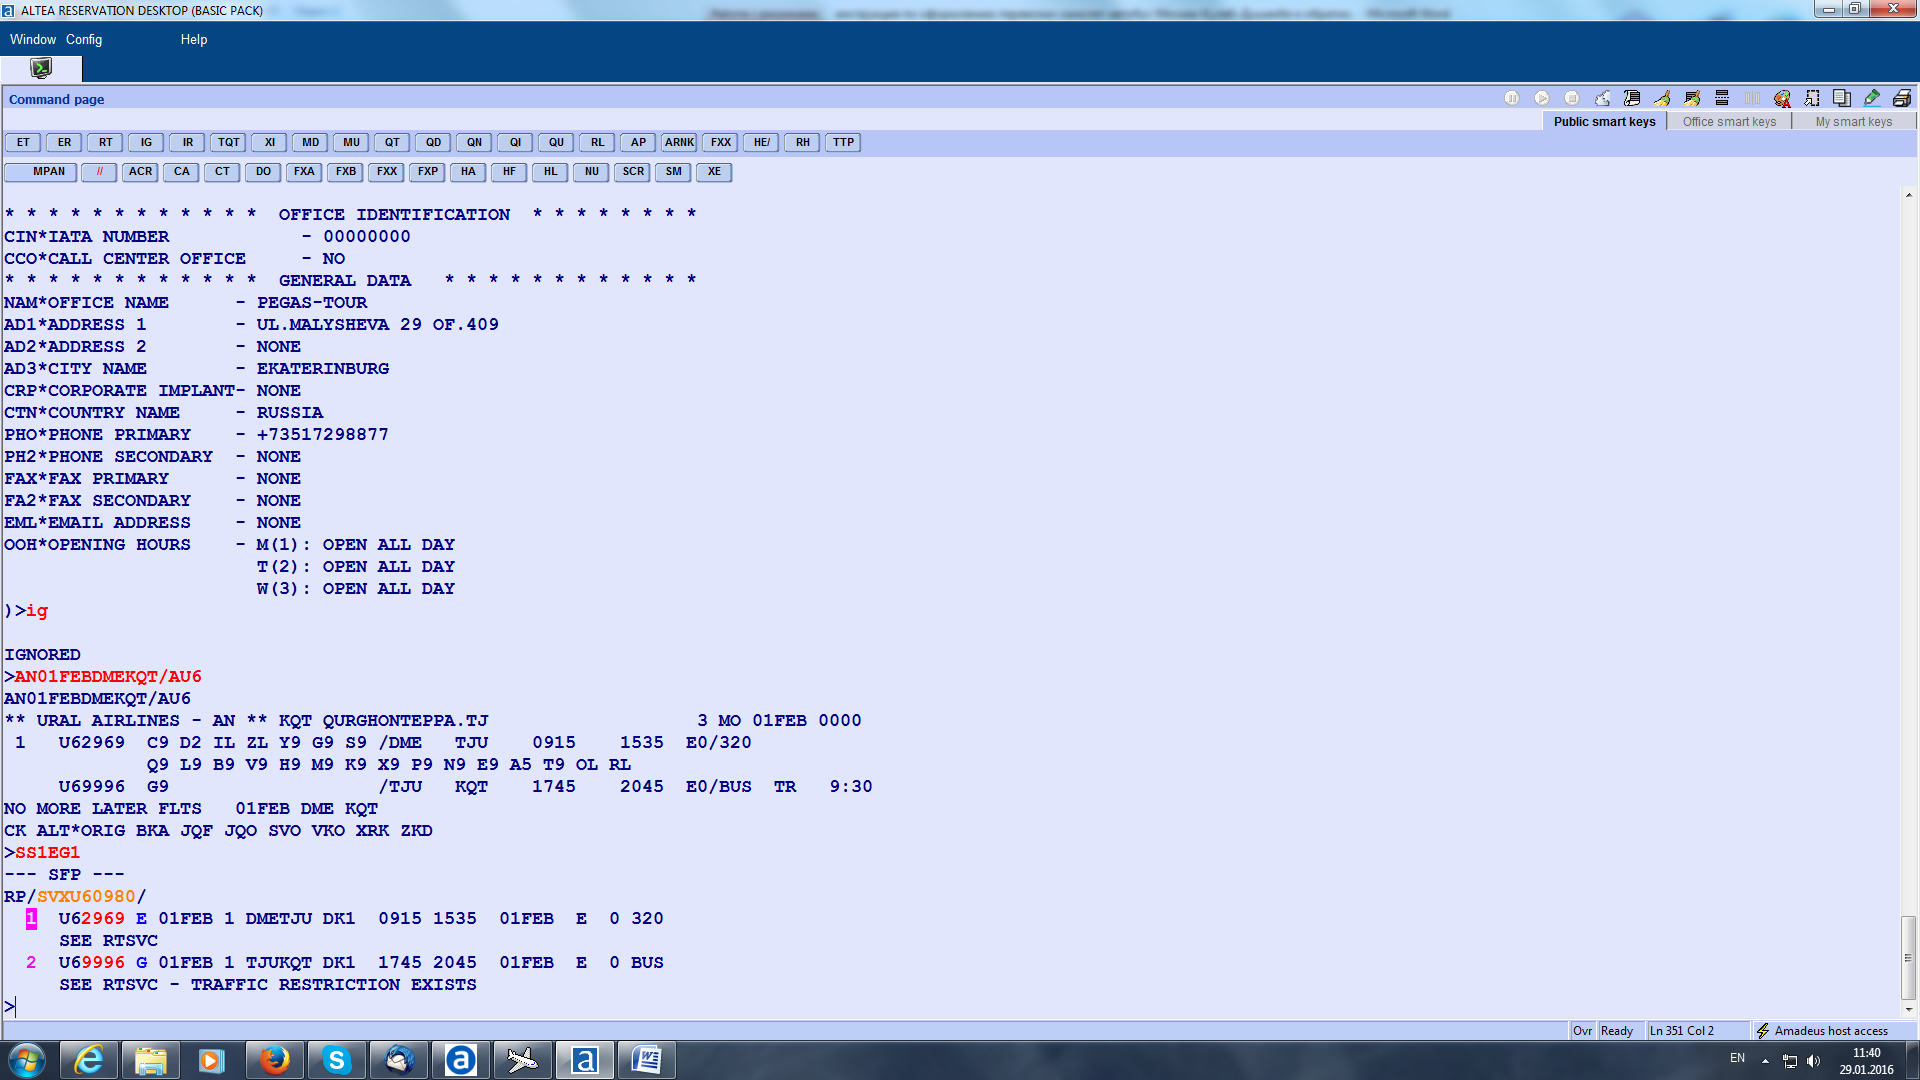 ALTEA RESERVATION DESKTOP (BASIC PACK)
Window Config Help
Command page
Public smart keys Office smart keys My smart keys
ET ER RT IG IR TQT XI MD MU QT QD QN QI QU RL AP ARNK FXX HE/ RH TTP
MPAN // ACR CA CT DO FXA FXB FXX FXP HA HF HL NU SCR SM XE
* * * * * * * * * * * * OFFICE IDENTIFICATION * * * * * * * *
CIN*IATA NUMBER - 00000000
CCO*CALL CENTER OFFICE - NO
* * * * * * * * * * * * GENERAL DATA * * * * * * * * * * * *
NAM*OFFICE NAME - PEGAS-TOUR
AD1*ADDRESS 1 - UL.MALYSHEVA 29 OF.409
AD2*ADDRESS 2 - NONE
AD3*CITY NAME - EKATERINBURG
CRP*CORPORATE IMPLANT- NONE
CTN*COUNTRY NAME - RUSSIA
PHO*PHONE PRIMARY - +73517298877
PH2*PHONE SECONDARY - NONE
FAX*FAX PRIMARY - NONE
FA2*FAX SECONDARY - NONE
EML*EMAIL ADDRESS - NONE
OOH*OPENING HOURS - M(1): OPEN ALL DAY
T(2): OPEN ALL DAY
W(3): OPEN ALL DAY
)>ig
IGNORED
>AN01FEBDMEKQT/AU6
AN01FEBDMEKQT/AU6
** URAL AIRLINES - AN ** KQT QURGHONTEPPA.TJ 3 MO 01FEB 0000
1 U62969 C9 D2 IL ZL Y9 G9 S9 /DME TJU 0915 1535 E0/320
Q9 L9 B9 V9 H9 M9 K9 X9 P9 N9 E9 A5 T9 OL RL
U69996 G9 /TJU KQT 1745 2045 E0/BUS TR 9:30
NO MORE LATER FLTS 01FEB DME KQT
CK ALT*ORIG BKA JQF JQO SVO VKO XRK ZKD
>SS1EG1
--- SFP ---
RP/SVXU60980/
1 U62969 E 01FEB 1 DMETJU DK1 0915 1535 01FEB E 0 320
SEE RTSVC
2 U69996 G 01FEB 1 TJUKQT DK1 1745 2045 01FEB E 0 BUS
SEE RTSVC - TRAFFIC RESTRICTION EXISTS
>
Ovr Ready Ln 351 Col 2 Amadeus host access
EN 11:40
29.01.2016